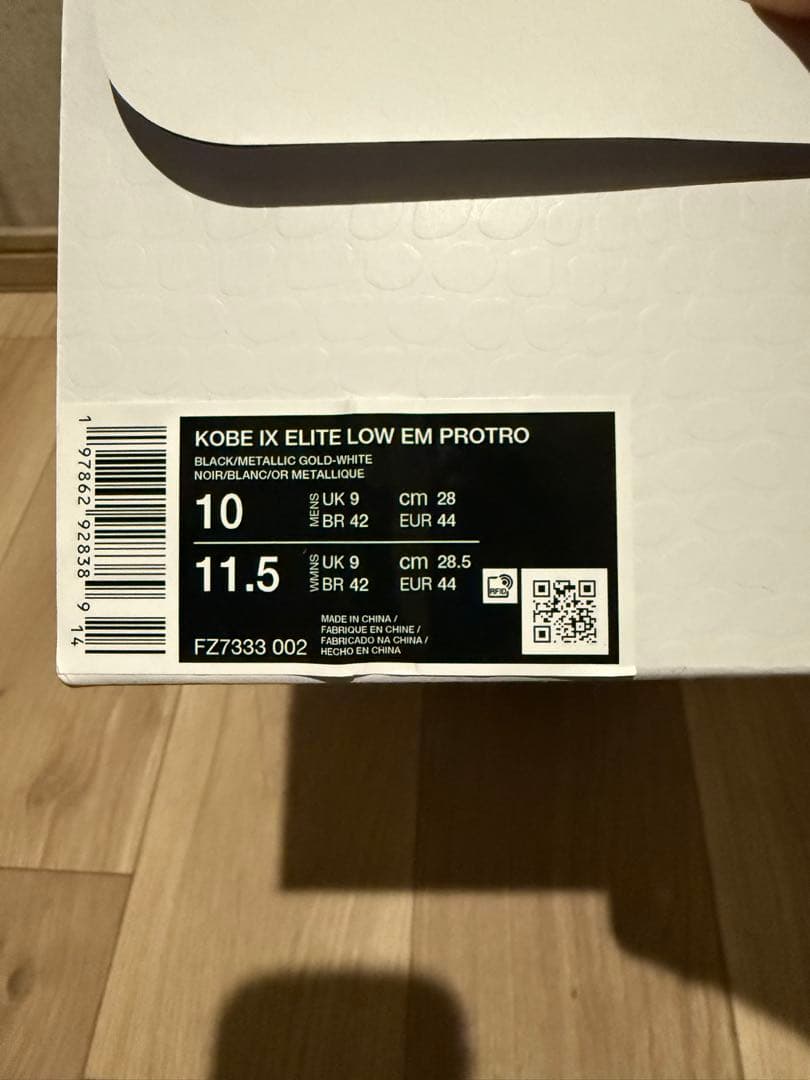 KOBE IX ELITE LOW EM PROTRO
BLACK/METALLIC GOLD-WHITE
NOIR/BLANC/OR METALLIQUE
10
MENS
UK 9
cm 28
BR 42
EUR 44
11.5
WMNS
UK 9
cm 28.5
BR 42
EUR 44
RFID
FZ7333 002
MADE IN CHINA /
FABRIQUE EN CHINE /
FABRICADO NA CHINA /
HECHO EN CHINA
1 97862 92838 9 14